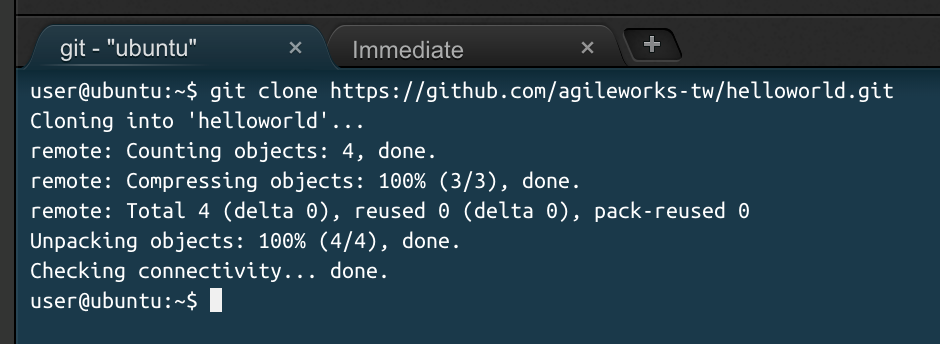 git - "ubuntu" × Immediate × +
user@ubuntu:~$ git clone https://github.com/agileworks-tw/helloworld.git
Cloning into 'helloworld'...
remote: Counting objects: 4, done.
remote: Compressing objects: 100% (3/3), done.
remote: Total 4 (delta 0), reused 0 (delta 0), pack-reused 0
Unpacking objects: 100% (4/4), done.
Checking connectivity... done.
user@ubuntu:~$